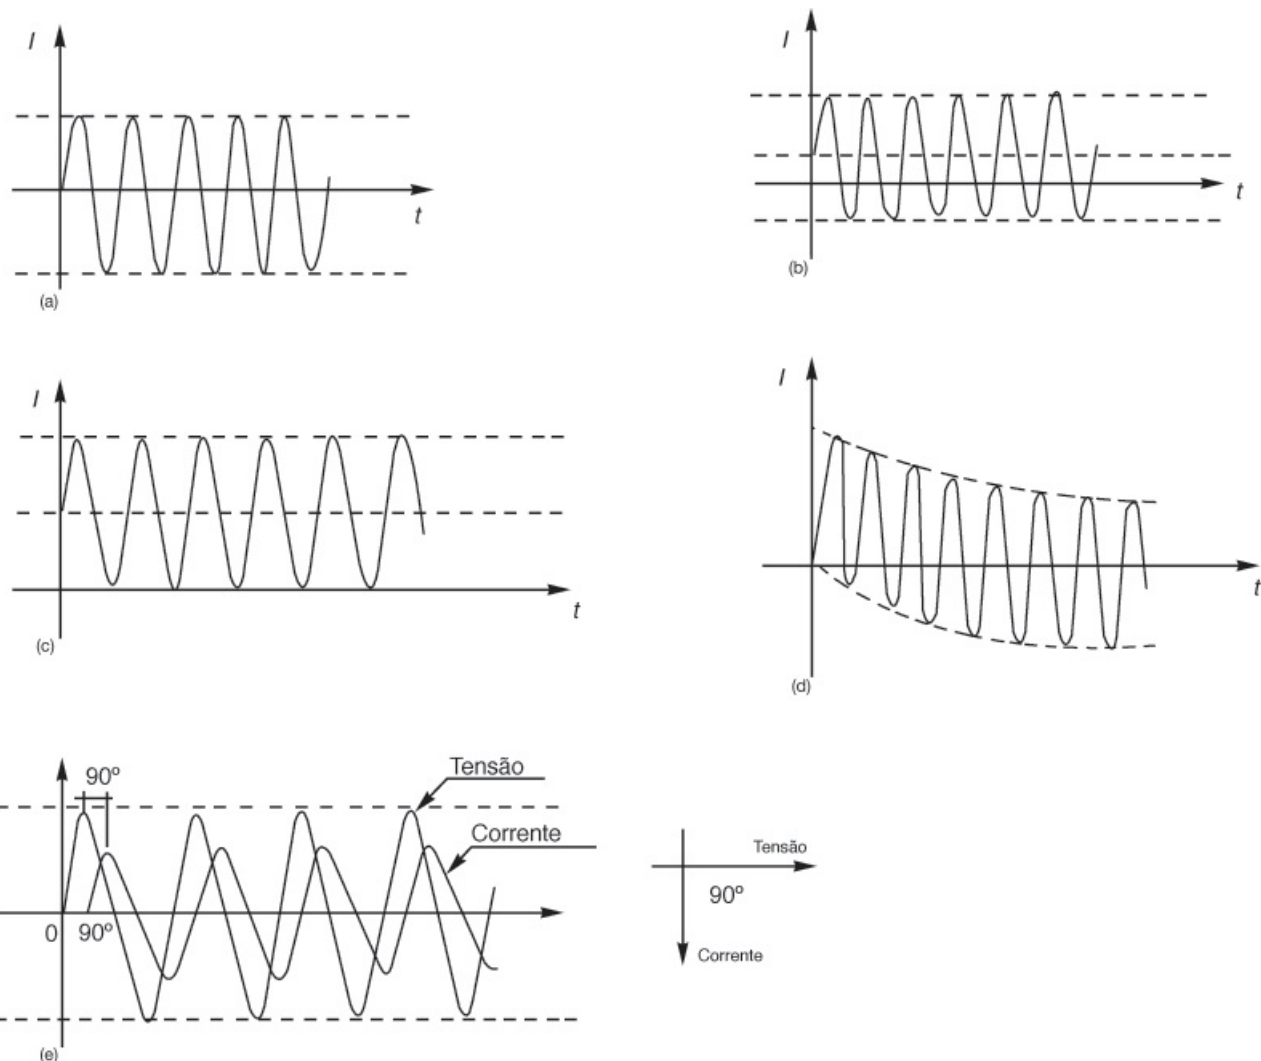 I
t
(a)
I
t
(b)
I
t
(c)
I
t
(d)
90º
Tensão
Corrente
0
90º
(e)
Tensão
90º
Corrente